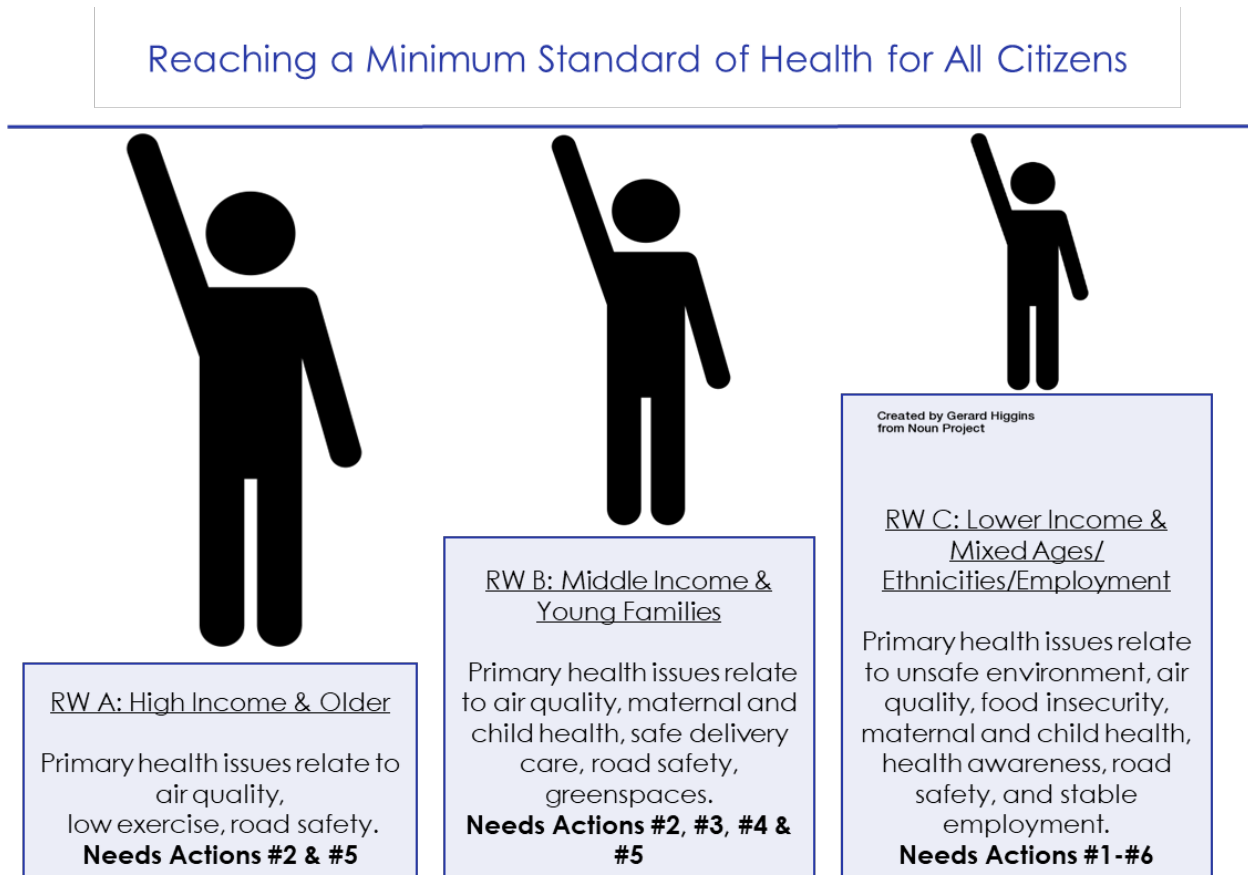 Reaching a Minimum Standard of Health for All Citizens
RW A: High Income & Older
Primary health issues relate to
air quality,
low exercise, road safety.
Needs Actions #2 & #5
RW B: Middle Income &
Young Families
Primary health issues relate
to air quality, maternal and
child health, safe delivery
care, road safety,
greenspaces.
Needs Actions #2, #3, #4 &
#5
Created by Gerard Higgins
from Noun Project
RW C: Lower Income &
Mixed Ages/
Ethnicities/Employment
Primary health issues relate
to unsafe environment, air
quality, food insecurity,
maternal and child health,
health awareness, road
safety, and stable
employment.
Needs Actions #1-#6